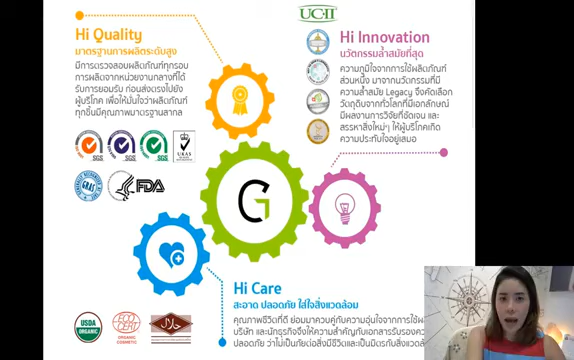 UC-II
Hi Quality
มาตรฐานการผลิตระดับสูง
มีการตรวจสอบผลิตภัณฑ์ทุกรอบ
การผลิตจากหน่วยงานกลางที่ได้
รับการยอมรับ ก่อนส่งตรงไปยัง
ผู้บริโภค เพื่อให้มั่นใจว่าผลิตภัณฑ์
ทุกชิ้นมีคุณภาพมาตรฐานสากล
SGS
SGS
SGS
UKAS
GRAS
FDA
Hi Innovation
นวัตกรรมล้ำสมัยที่สุด
ความภูมิใจจากการใช้ผลิตภัณฑ์
ส่วนหนึ่ง มาจากนวัตกรรมที่มี
ความล้ำสมัย Legacy จึงคัดเลือก
วัตถุดิบจากทั่วโลกที่มีเอกลักษณ์
มีผลงานการวิจัยที่ชัดเจน และ
สรรหาสิ่งใหม่ๆ ให้ผู้บริโภคเกิด
ความประทับใจอยู่เสมอ
G
Hi Care
สะอาด ปลอดภัย ใส่ใจสิ่งแวดล้อม
คุณภาพชีวิตที่ดี ย่อมมาควบคู่กับความอุ่นใจจากการใช้ผ
บริษัท และนักธุรกิจจึงให้ความสำคัญกับเอกสารรับรองคว
ปลอดภัย ว่าไม่เป็นภัยต่อสิ่งมีชีวิตและเป็นมิตรกับสิ่งแวดล้
USDA
ORGANIC
ECO
CERT
ORGANIC
COSMETIC
حلال